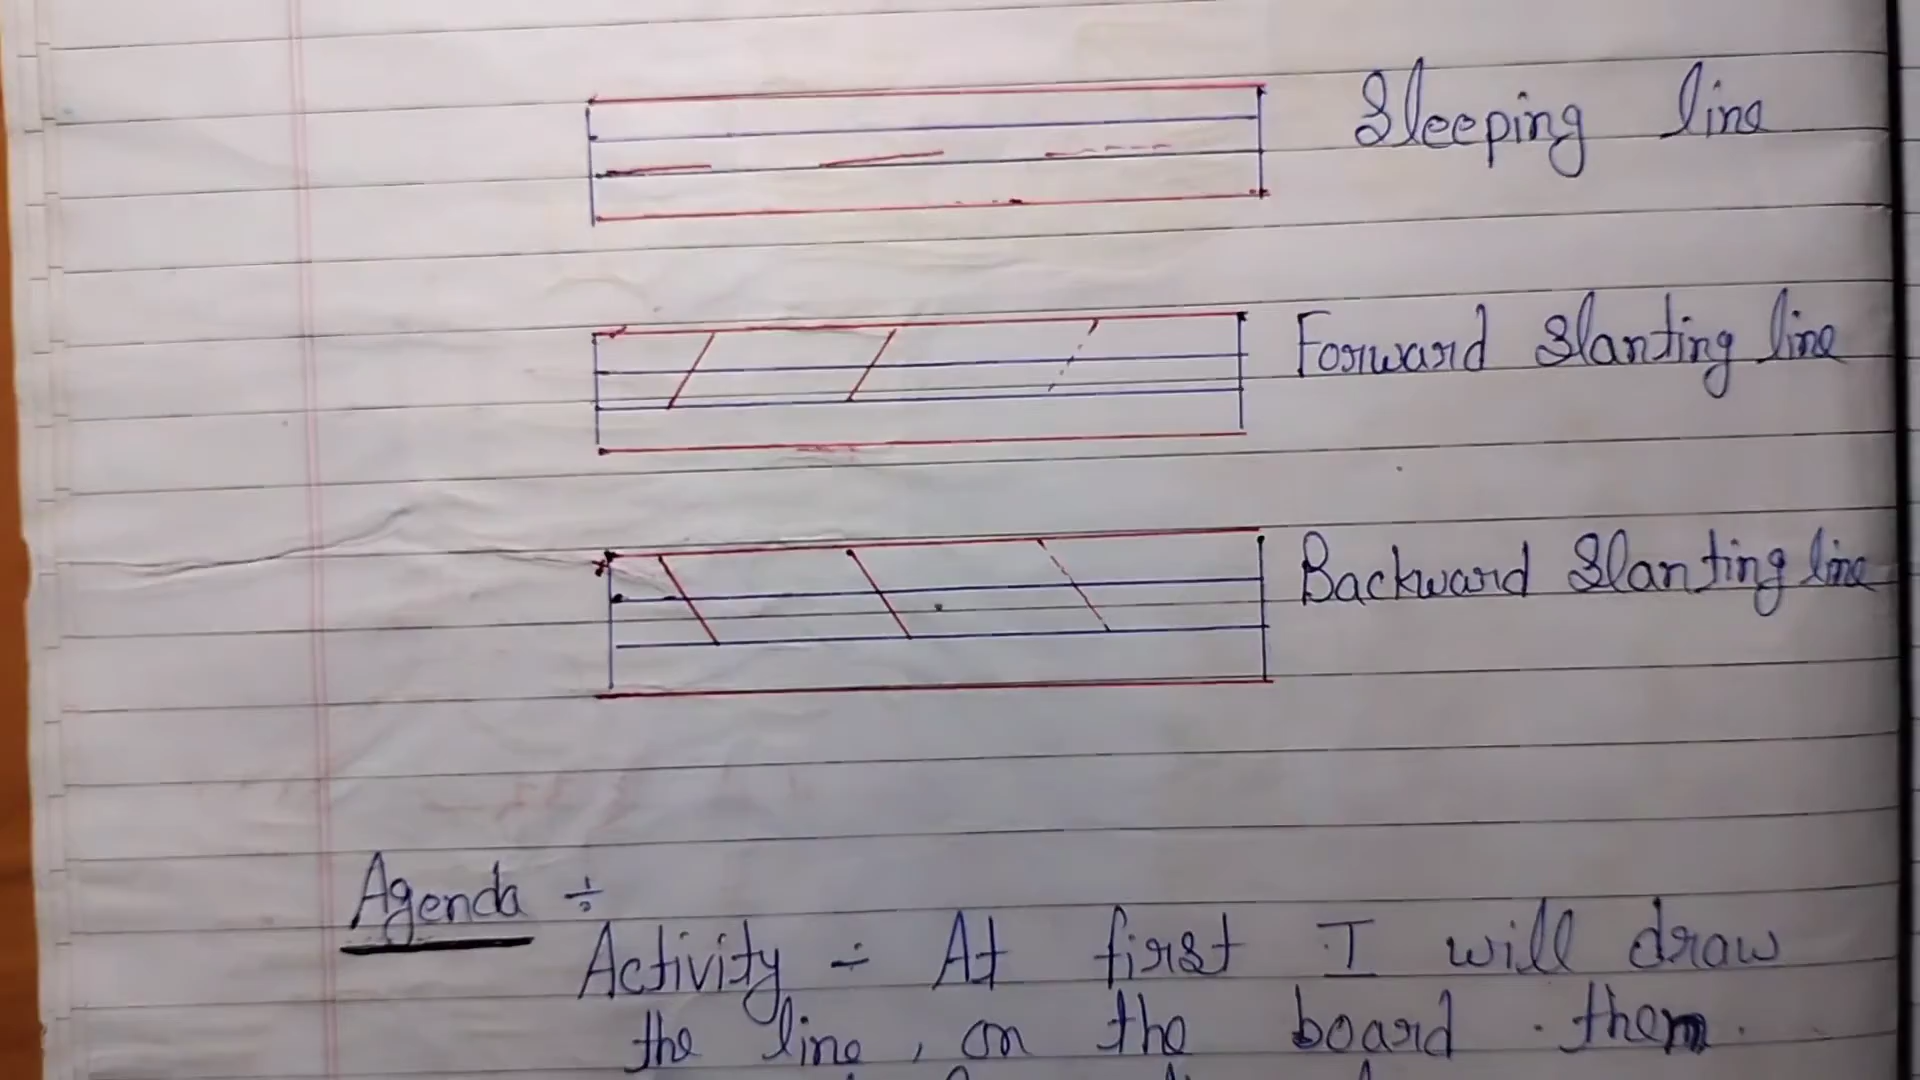 Sleeping line
Forward Slanting line
Backward Slanting line
Agenda ÷
Activity ÷ At first I will draw
the line, on the board. them.